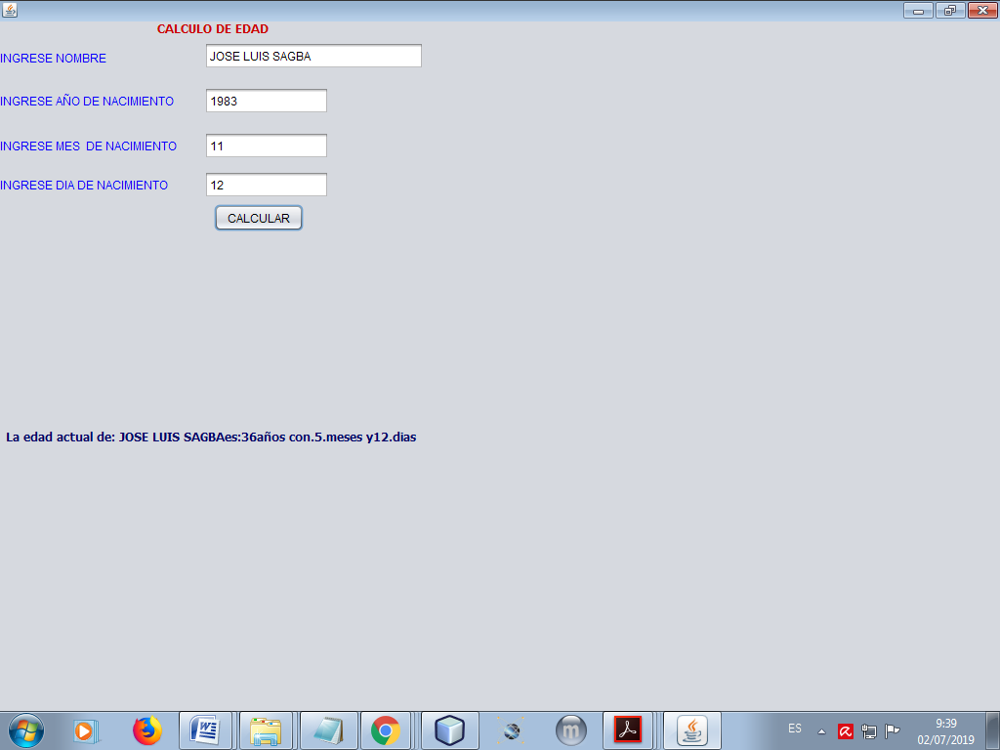 CALCULO DE EDAD
INGRESE NOMBRE JOSE LUIS SAGBA
INGRESE AÑO DE NACIMIENTO 1983
INGRESE MES  DE NACIMIENTO 11
INGRESE DIA DE NACIMIENTO 12
CALCULAR
La edad actual de: JOSE LUIS SAGBAes:36años con.5.meses y12.dias
ES
9:39
02/07/2019